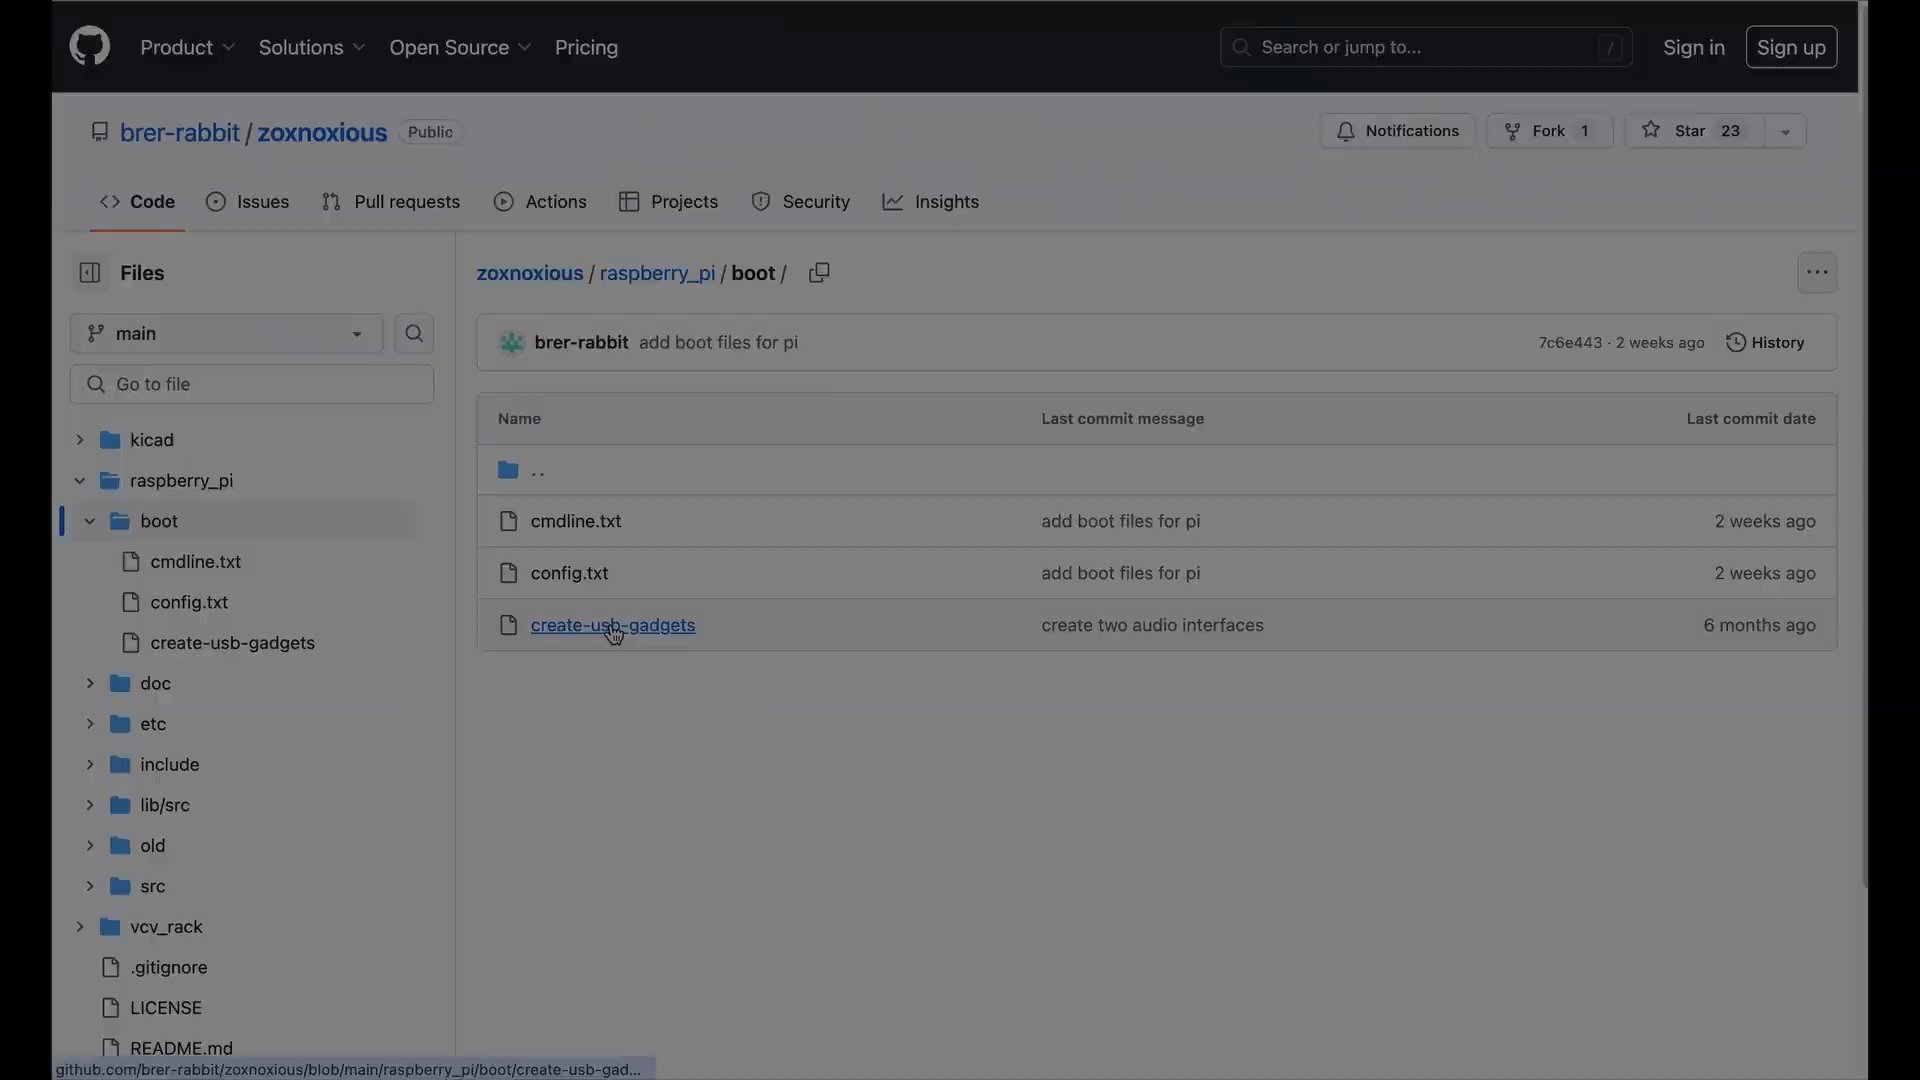 Product Solutions Open Source Pricing Search or jump to... / Sign in Sign up
brer-rabbit / zoxnoxious Public Notifications Fork 1 Star 23
Code Issues Pull requests Actions Projects Security Insights
Files
main
Go to file
kicad
raspberry_pi
boot
cmdline.txt
config.txt
create-usb-gadgets
doc
etc
include
lib/src
old
src
vcv_rack
.gitignore
LICENSE
README.md
zoxnoxious / raspberry_pi / boot / ...
brer-rabbit add boot files for pi 7c6e443 · 2 weeks ago History
Name Last commit message Last commit date
..
cmdline.txt add boot files for pi 2 weeks ago
config.txt add boot files for pi 2 weeks ago
create-usb-gadgets create two audio interfaces 6 months ago
github.com/brer-rabbit/zoxnoxious/blob/main/raspberry_pi/boot/create-usb-gad...